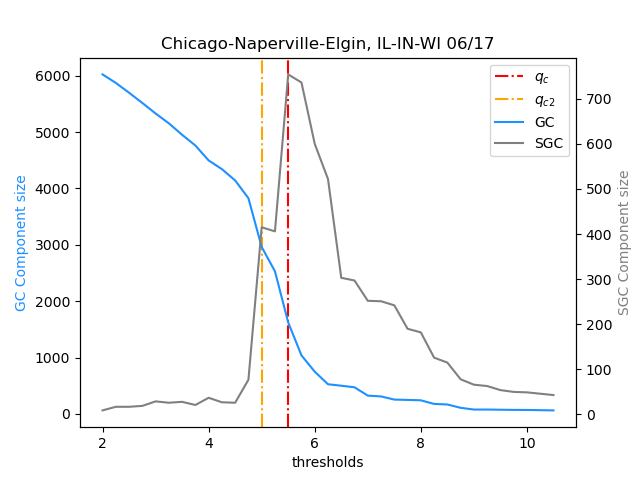 Chicago-Naperville-Elgin, IL-IN-WI 06/17
q_c
q_c2
GC
SGC
6000
5000
4000
3000
2000
1000
0
GC Component size
700
600
500
400
300
200
100
0
SGC Component size
2
4
6
8
10
thresholds